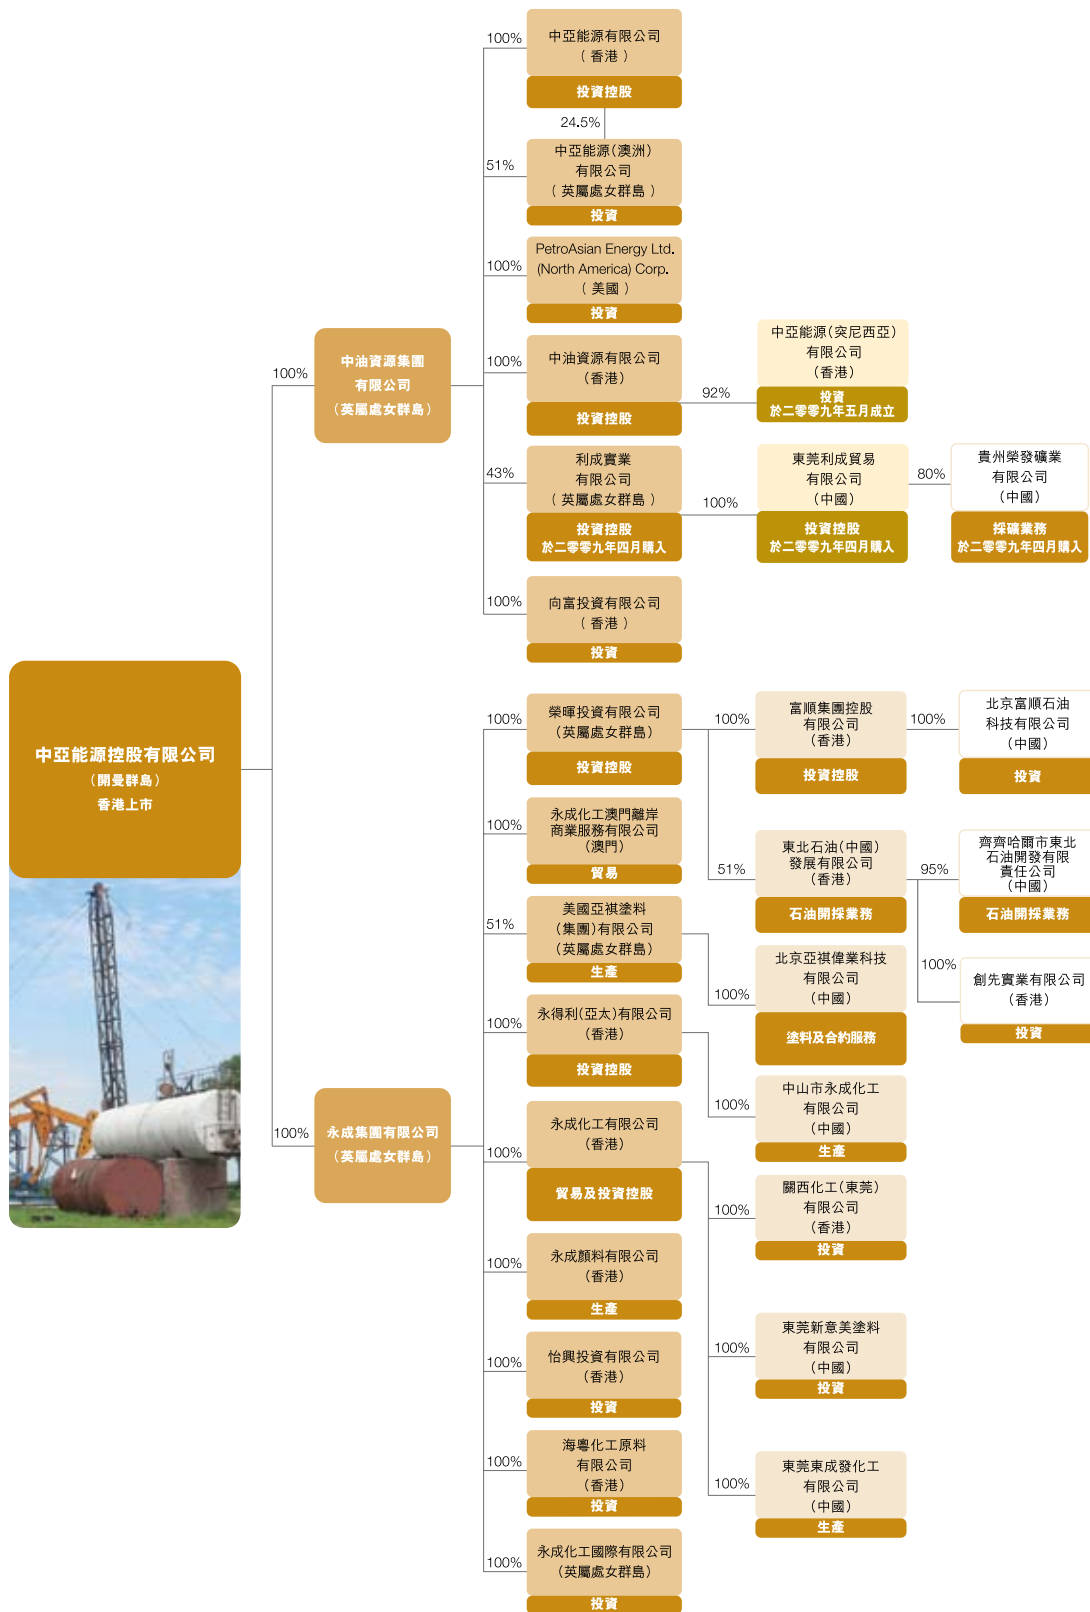 中亞能源控股有限公司
（開曼群島）
香港上市
100%
中油資源集團
有限公司
（英屬處女群島）
100%
中亞能源有限公司
（ 香港 ）
投資控股
24.5%
51%
中亞能源（澳洲）
有限公司
（ 英屬處女群島 ）
投資
100%
PetroAsian Energy Ltd.
(North America) Corp.
（ 美國 ）
投資
100%
中油資源有限公司
（香港）
投資控股
92%
中亞能源（突尼西亞）
有限公司
（香港）
投資
於二零零九年五月成立
43%
利成實業
有限公司
（ 英屬處女群島 ）
投資控股
於二零零九年四月購入
100%
東莞利成貿易
有限公司
（中國）
投資控股
於二零零九年四月購入
80%
貴州榮發礦業
有限公司
（中國）
採礦業務
於二零零九年四月購入
100%
向富投資有限公司
（ 香港 ）
投資
100%
永成集團有限公司
（英屬處女群島）
100%
榮暉投資有限公司
（英屬處女群島）
投資控股
100%
富順集團控股
有限公司
（香港）
投資控股
100%
北京富順石油
科技有限公司
（中國）
投資
51%
東北石油（中國）
發展有限公司
（香港）
石油開採業務
95%
齊齊哈爾市東北
石油開發有限
責任公司
（中國）
石油開採業務
100%
創先實業有限公司
（香港）
投資
100%
永成化工澳門離岸
商業服務有限公司
（澳門）
貿易
51%
美國亞祺塗料
（集團）有限公司
（英屬處女群島）
生產
100%
北京亞祺偉業科技
有限公司
（中國）
塗料及合約服務
100%
永得利（亞太）有限公司
（香港）
投資控股
100%
中山市永成化工
有限公司
（中國）
生產
100%
永成化工有限公司
（香港）
貿易及投資控股
100%
關西化工（東莞）
有限公司
（香港）
投資
100%
東莞新意美塗料
有限公司
（中國）
投資
100%
東莞東成發化工
有限公司
（中國）
生產
100%
永成顏料有限公司
（香港）
生產
100%
怡興投資有限公司
（香港）
投資
100%
海粵化工原料
有限公司
（香港）
投資
100%
永成化工國際有限公司
（英屬處女群島）
投資